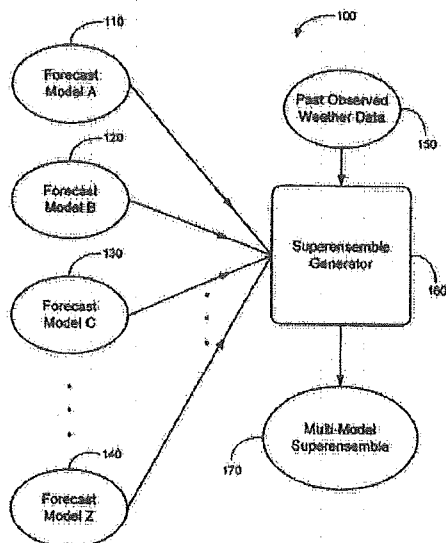 100
110
Forecast
Model A
Past Observed
Weather Data
150
120
Forecast
Model B
130
Forecast
Model C
Superensemble
Generator
160
140
Forecast
Model Z
Multi-Model
Superensemble
170